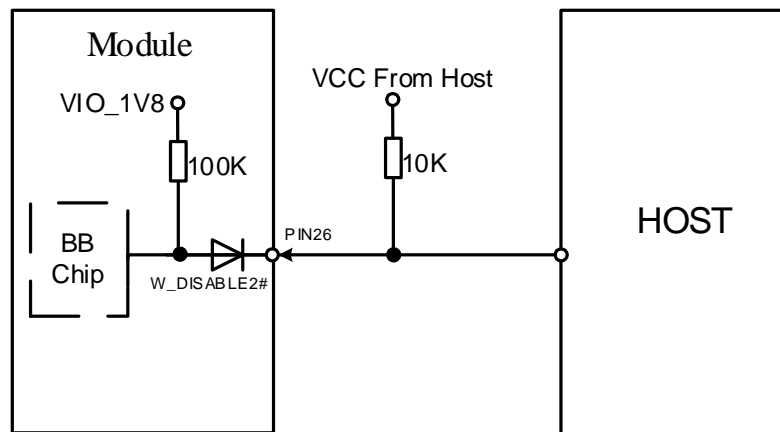 Module
VCC From Host
VIO_1V8
100K
10K
HOST
PIN26
BB
Chip
W_DISABLE2#